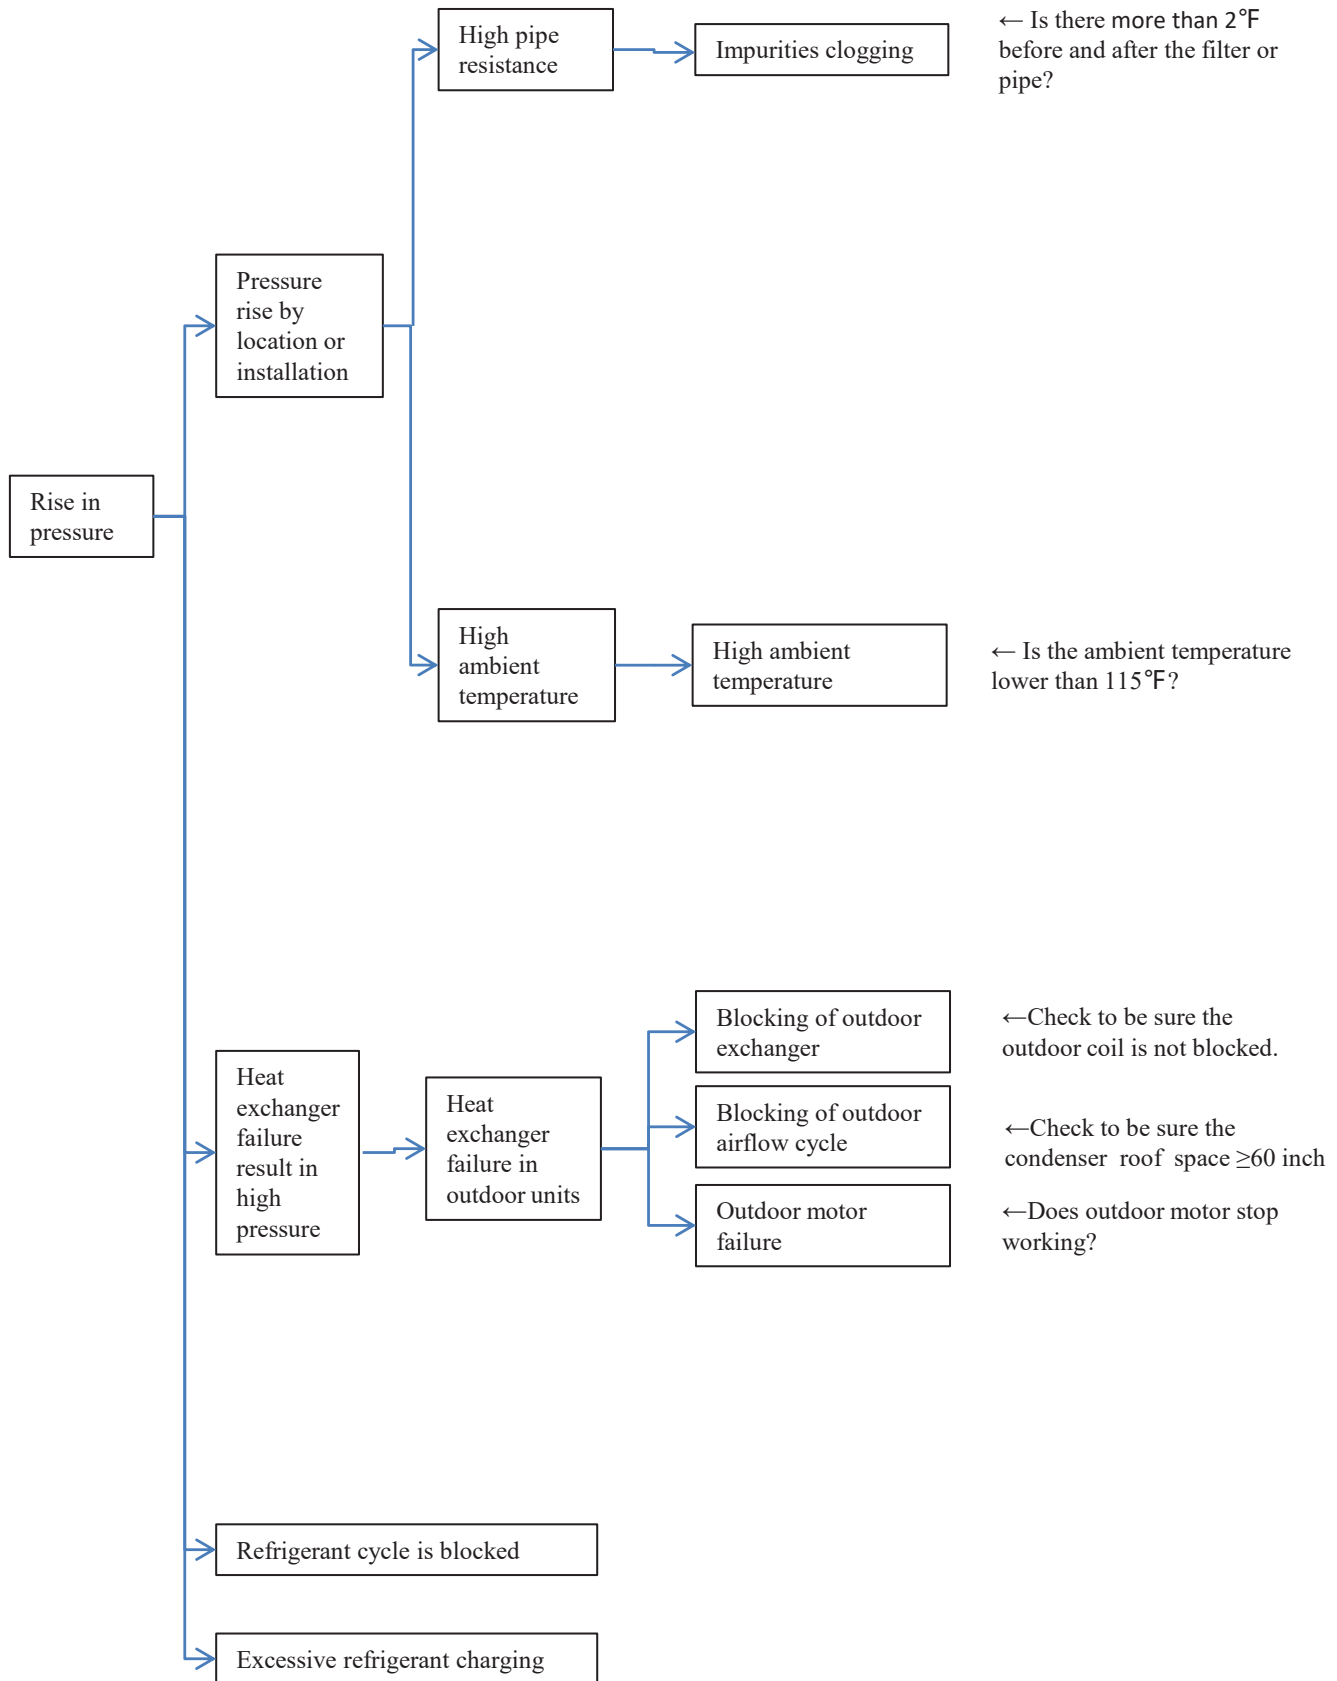 High pipe
resistance
Impurities clogging
← Is there more than 2℉
before and after the filter or
pipe?
Pressure
rise by
location or
installation
Rise in
pressure
High
ambient
temperature
High ambient
temperature
← Is the ambient temperature
lower than 115℉?
Heat
exchanger
failure
result in
high
pressure
Heat
exchanger
failure in
outdoor units
Blocking of outdoor
exchanger
←Check to be sure the
outdoor coil is not blocked.
Blocking of outdoor
airflow cycle
←Check to be sure the
condenser roof space ≥60 inch
Outdoor motor
failure
←Does outdoor motor stop
working?
Refrigerant cycle is blocked
Excessive refrigerant charging